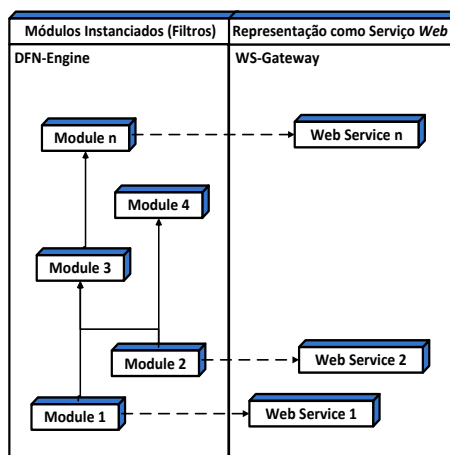 Módulos Instanciados (Filtros)
Representação como Serviço Web
DFN-Engine
WS-Gateway
Module n
Web Service n
Module 4
Module 3
Module 2
Web Service 2
Module 1
Web Service 1